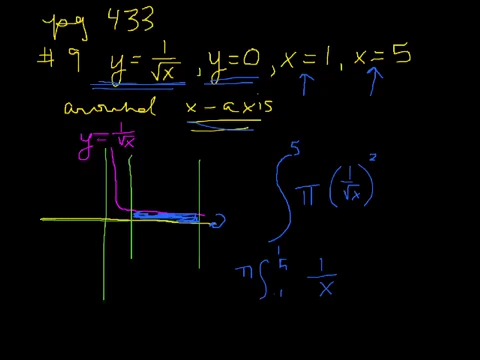 pg 433
# 9 y = 1/√x , y=0 , x=1, x=5
around x-axis
y=1/√x
∫₁⁵ π (1/√x)²
π ∫₁⁵ 1/x